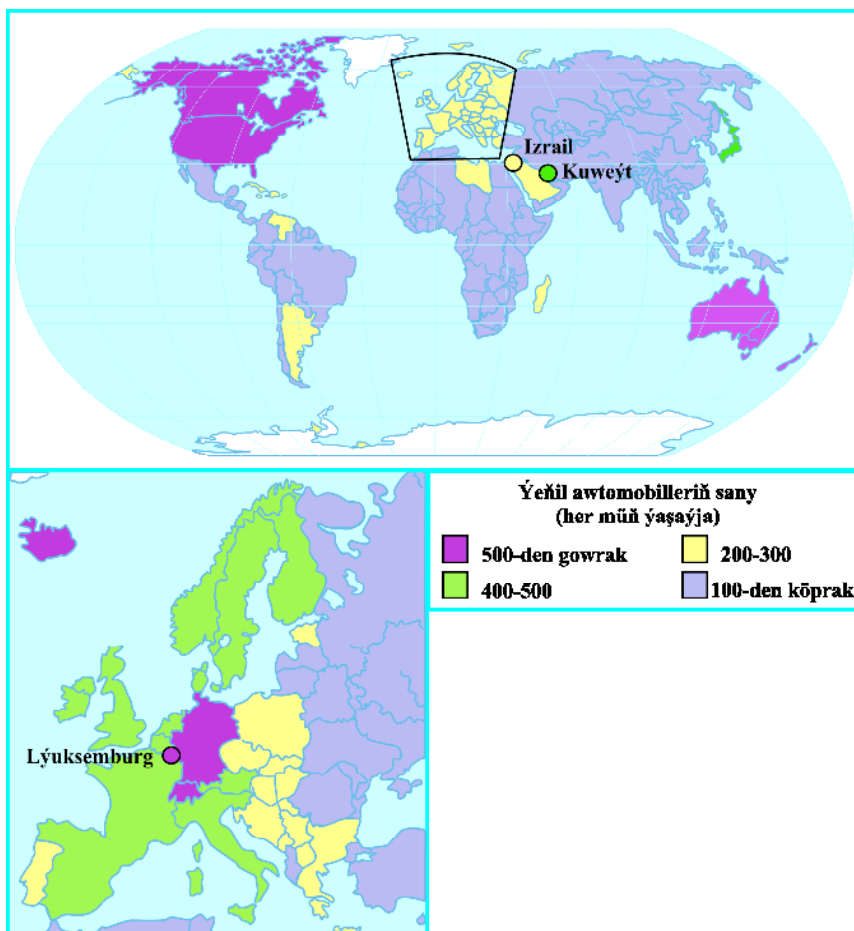 Izrail
Kuweýt
Lýuksemburg
Ýeňil awtomobilleriň sany
(her müň ýaşaýja)
500-den gowrak
200-300
400-500
100-den köprak